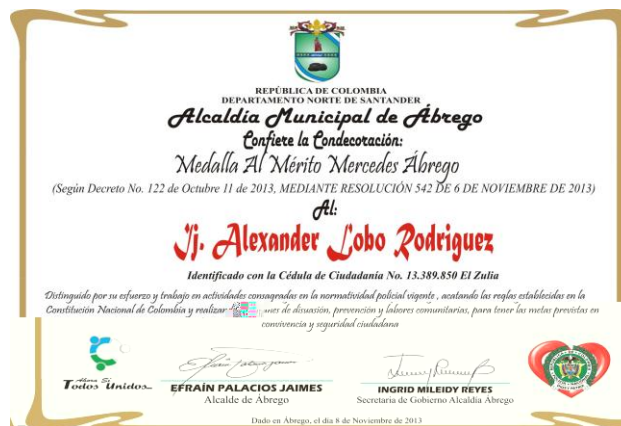 REPÚBLICA DE COLOMBIA
DEPARTAMENTO NORTE DE SANTANDER
Alcaldía Municipal de Ábrego
Confiere la Condecoración:
Medalla Al Mérito Mercedes Ábrego
(Según Decreto No. 122 de Octubre 11 de 2013, MEDIANTE RESOLUCIÓN 542 DE 6 DE NOVIEMBRE DE 2013)
Al:
Ij. Alexander Lobo Rodriguez
Identificado con la Cédula de Ciudadanía No. 13.389.850 El Zulia
Distinguido por su esfuerzo y trabajo en actividades consagradas en la normatividad policial vigente , acatando las reglas establecidas en la
Constitución Nacional de Colombia y realizar de disuasión, prevención y labores comunitarias, para tener las metas previstas en
convivencia y seguridad ciudadana
Ahora Sí
Todos Unidos..
EFRAÍN PALACIOS JAIMES
Alcalde de Ábrego
INGRID MILEIDY REYES
Secretaria de Gobierno Alcaldía Abrego
Dado en Ábrego, el día 8 de Noviembre de 2013